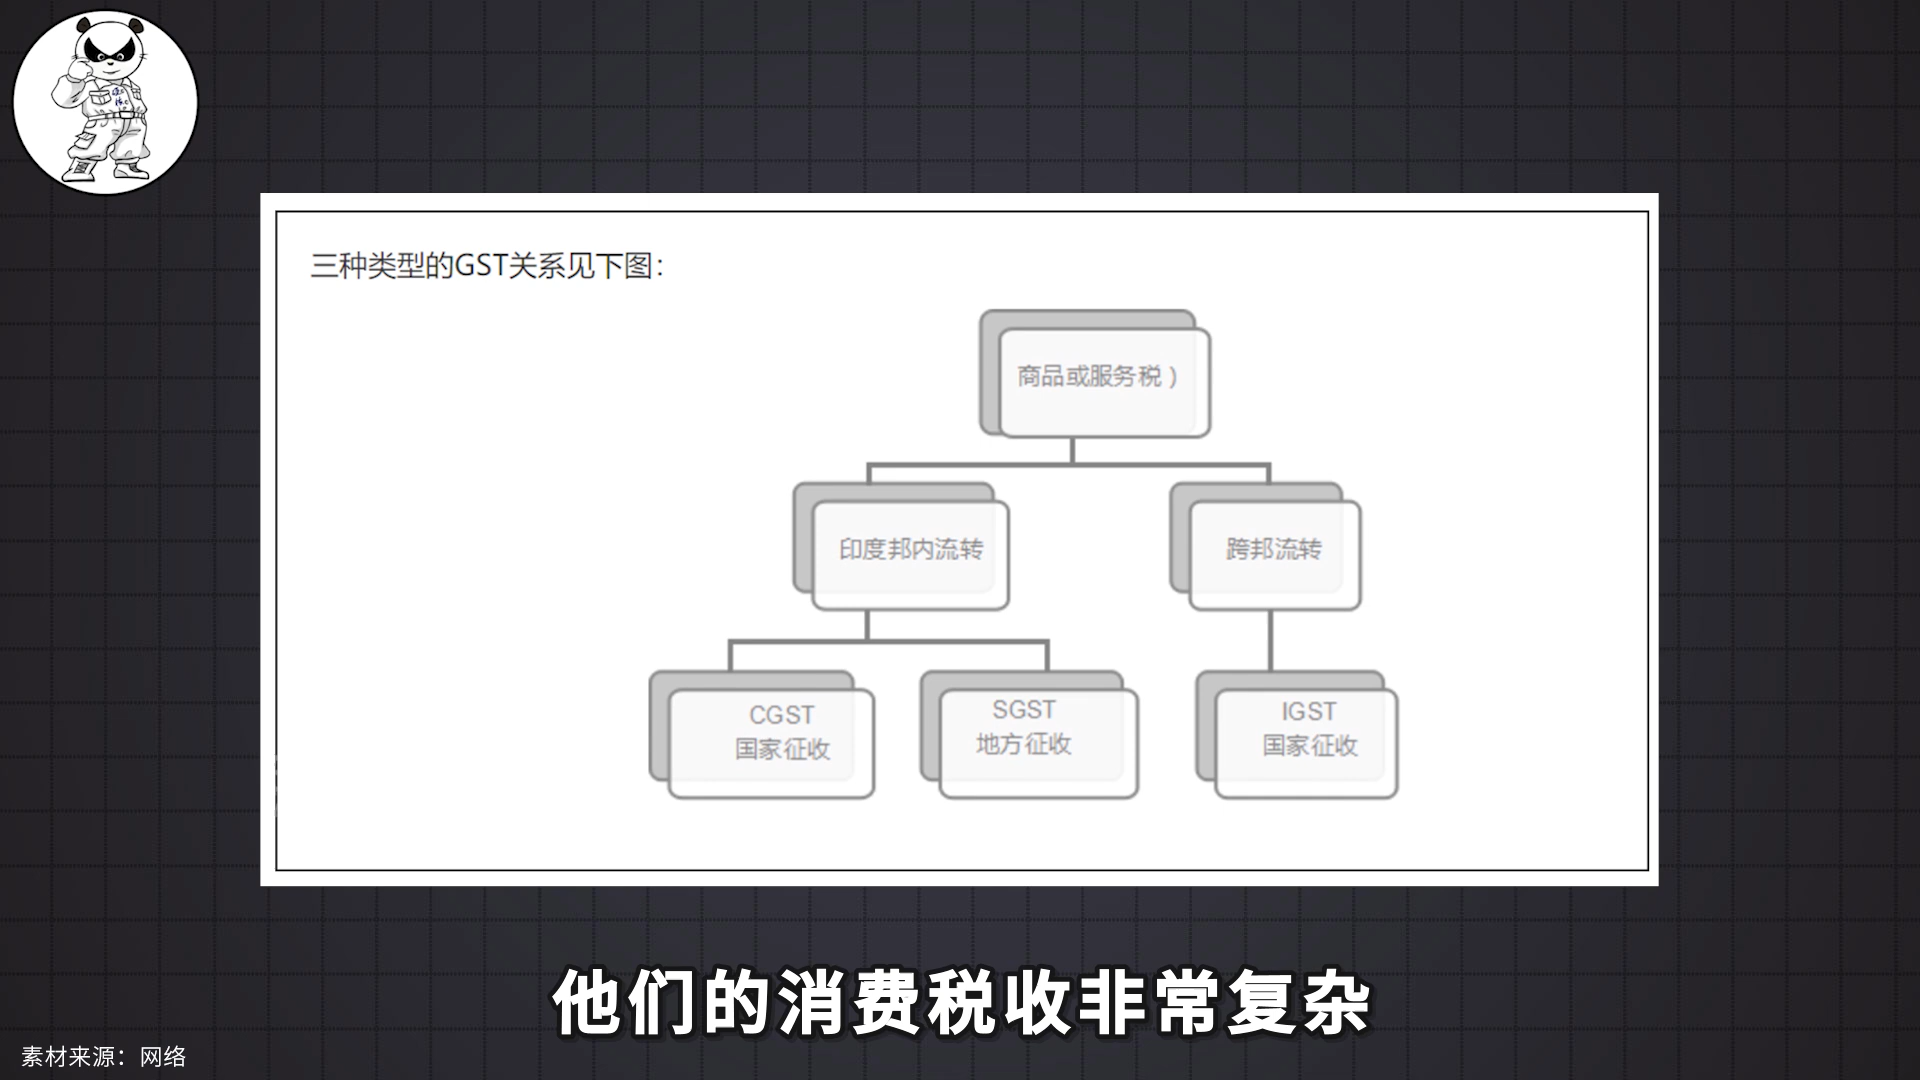 三种类型的GST关系见下图：
商品或服务税）
印度邦内流转
跨邦流转
CGST
国家征收
SGST
地方征收
IGST
国家征收
他们的消费税收非常复杂
素材来源：网络